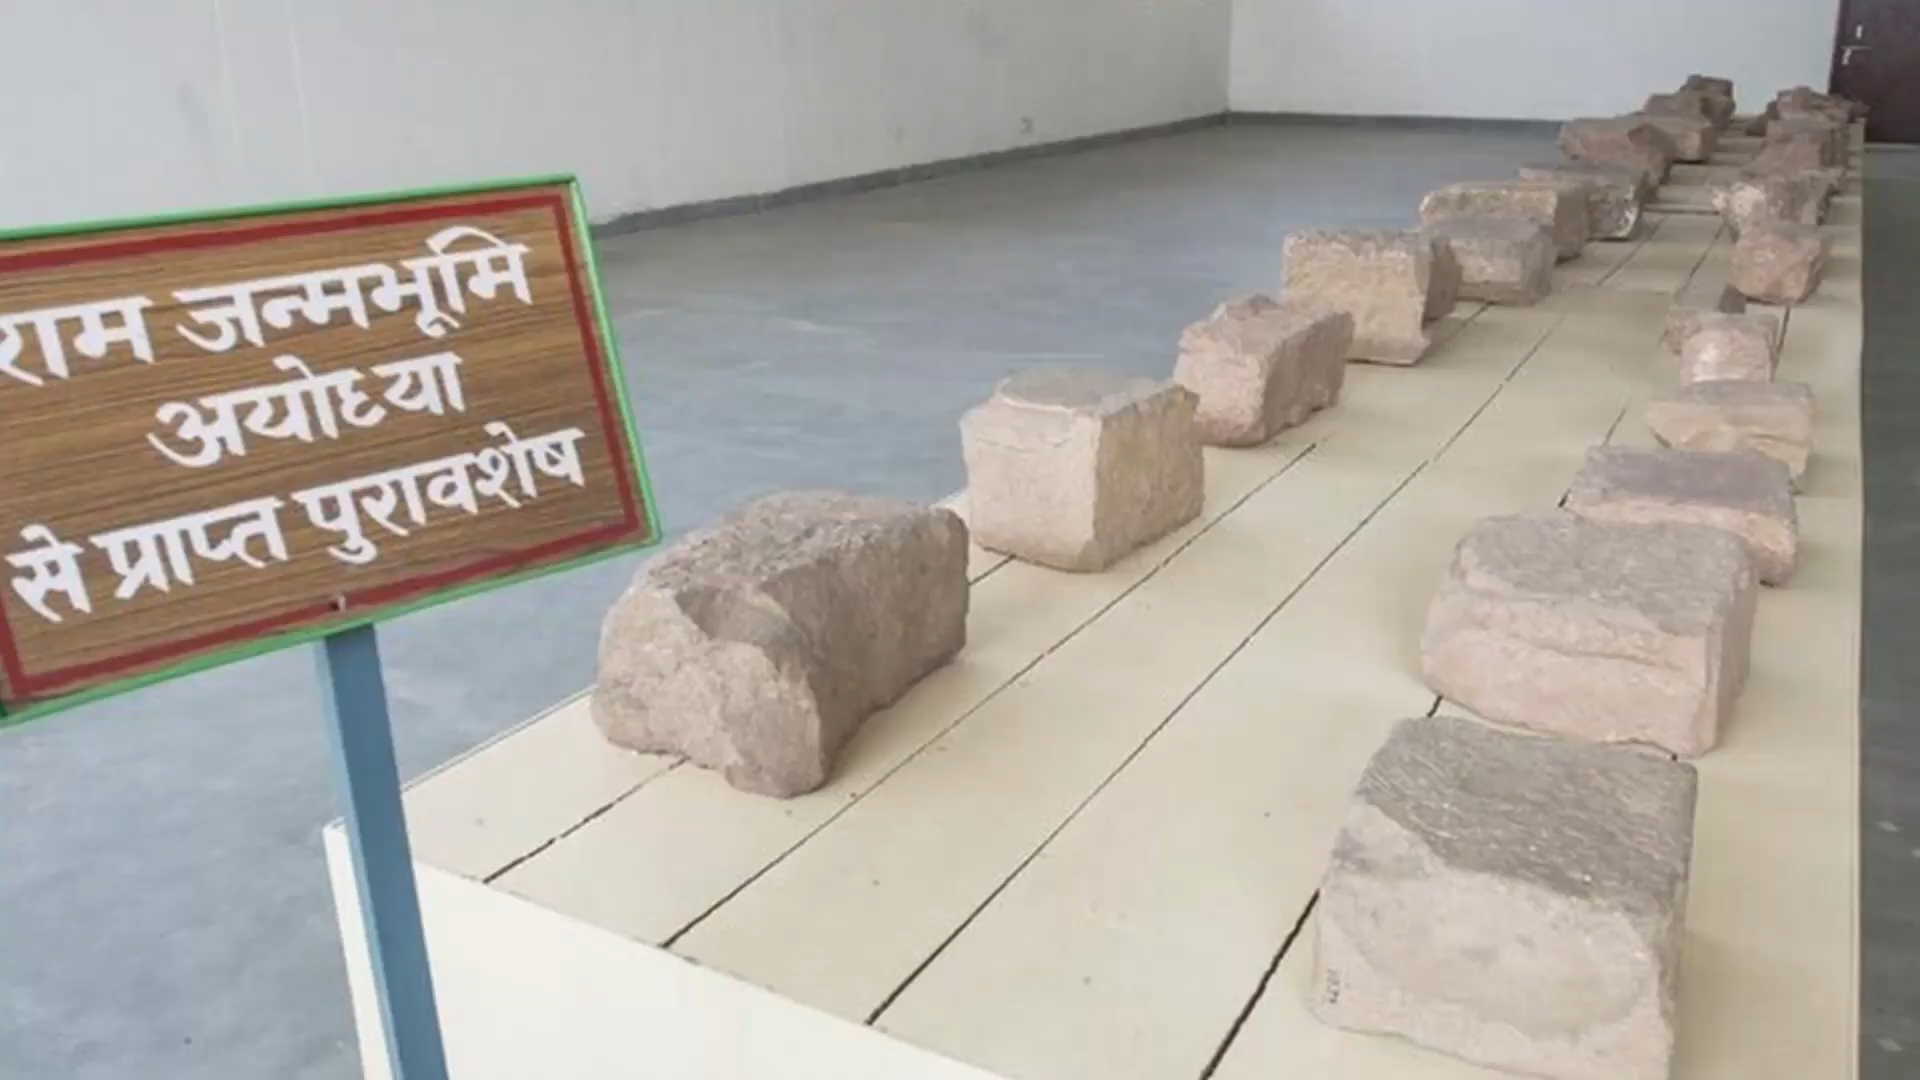 राम जन्मभूमि
अयोध्या
से प्राप्त पुरावशेष